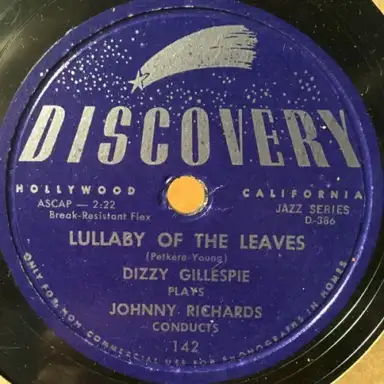 DISCOVERY
HOLLYWOOD CALIFORNIA
ASCAP — 2:22 JAZZ SERIES
Break-Resistant Flex D-386
LULLABY OF THE LEAVES
(Petkere-Young)
DIZZY GILLESPIE
PLAYS
JOHNNY RICHARDS
CONDUCTS
142
ONLY FOR NON COMMERCIAL USE FOR PHONOGRAPHS IN HOMES